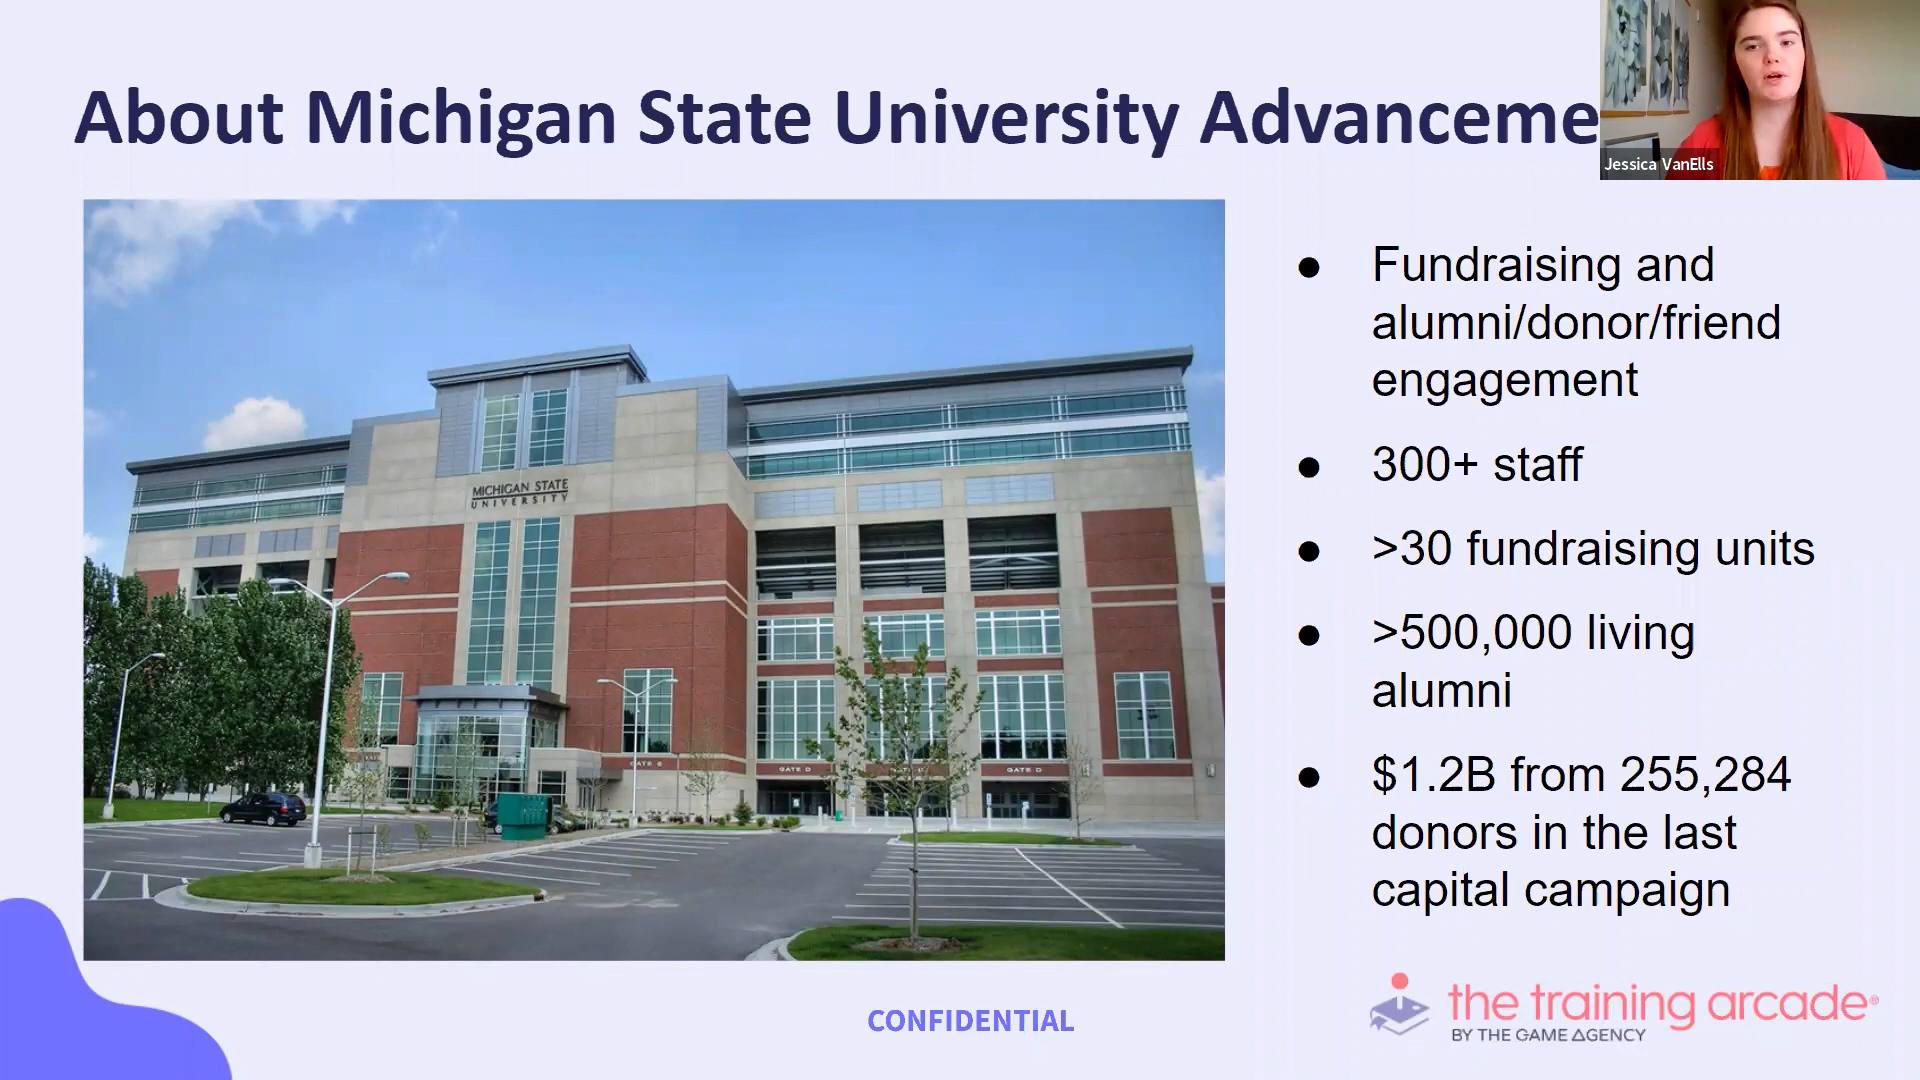 About Michigan State University Advanceme
Jessica VanElls
MICHIGAN STATE
UNIVERSITY
GATE D
GATE D
● Fundraising and
alumni/donor/friend
engagement
● 300+ staff
● >30 fundraising units
● >500,000 living
alumni
● $1.2B from 255,284
donors in the last
capital campaign
CONFIDENTIAL
the training arcade®
BY THE GAME AGENCY